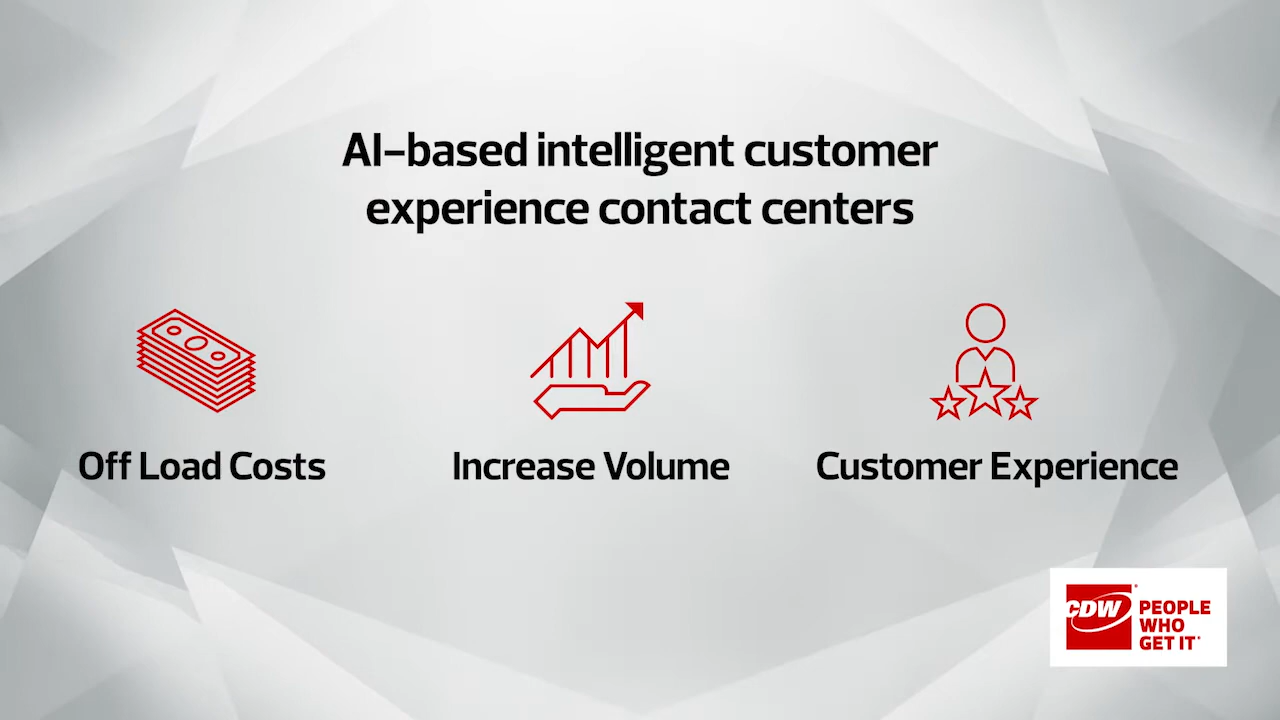 AI-based intelligent customer
experience contact centers
Off Load Costs
Increase Volume
Customer Experience
CDW
PEOPLE
WHO
GET IT